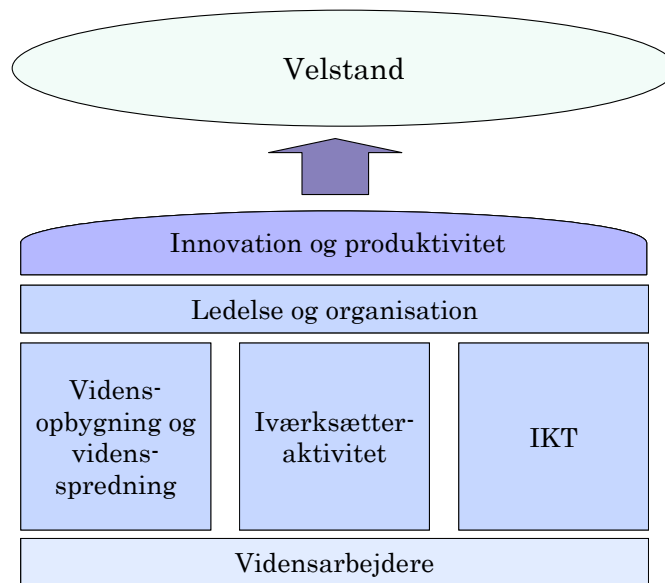 Velstand
Innovation og produktivitet
Ledelse og organisation
Videns-
opbygning og
videns-
spredning
Iværksætter-
aktivitet
IKT
Vidensarbejdere